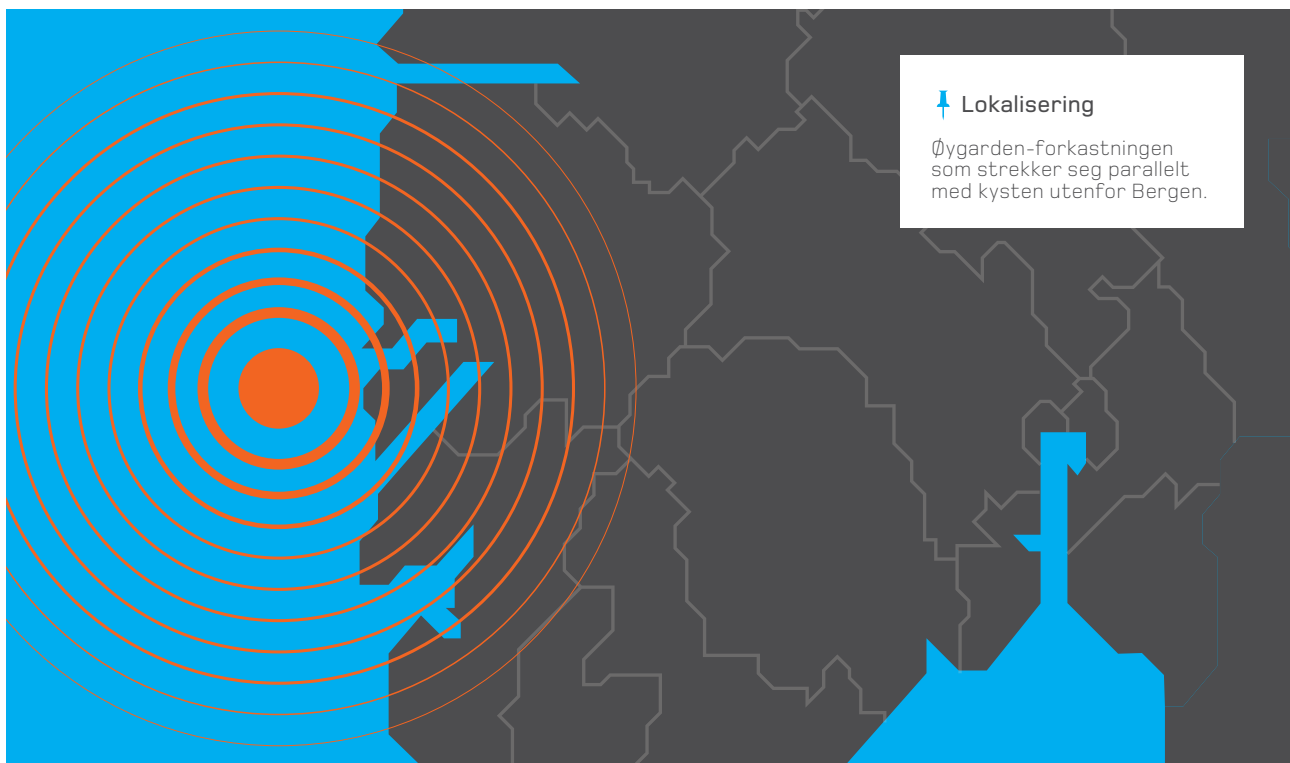 Lokalisering
Øygarden-forkastningen
som strekker seg parallelt
med kysten utenfor Bergen.